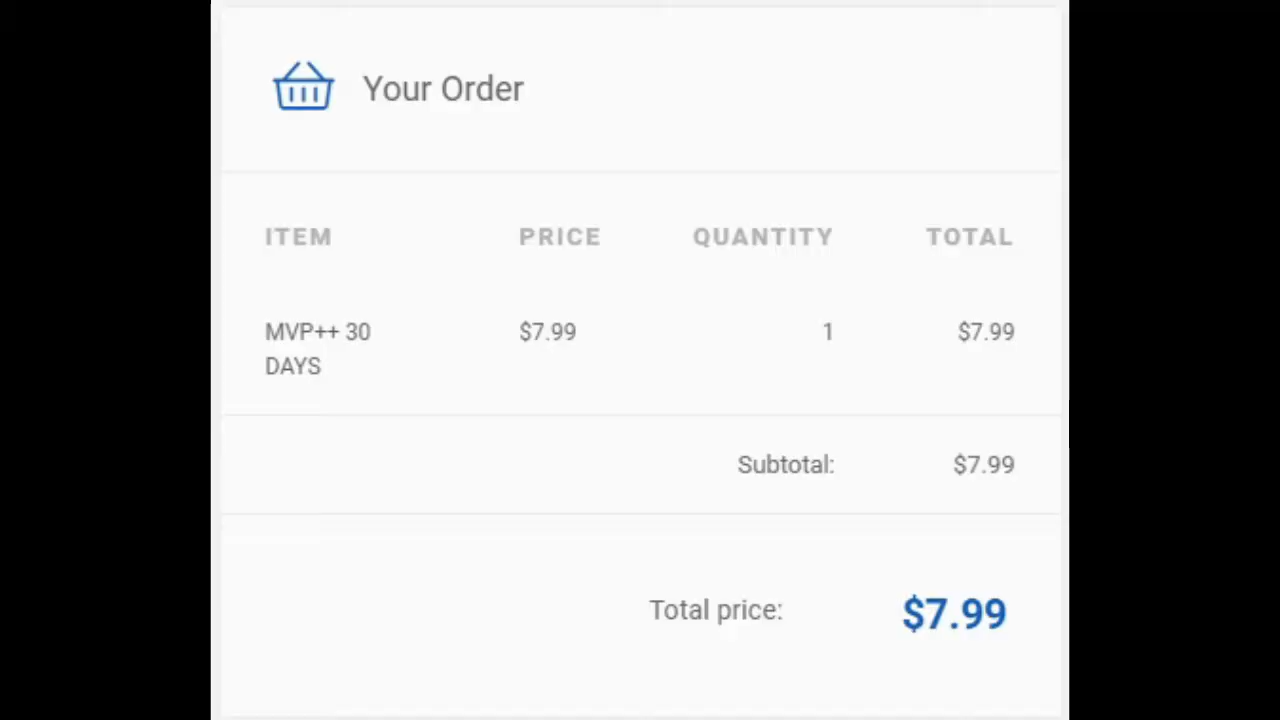 Your Order
ITEM PRICE QUANTITY TOTAL
MVP++ 30 $7.99 1 $7.99
DAYS
Subtotal: $7.99
Total price: $7.99